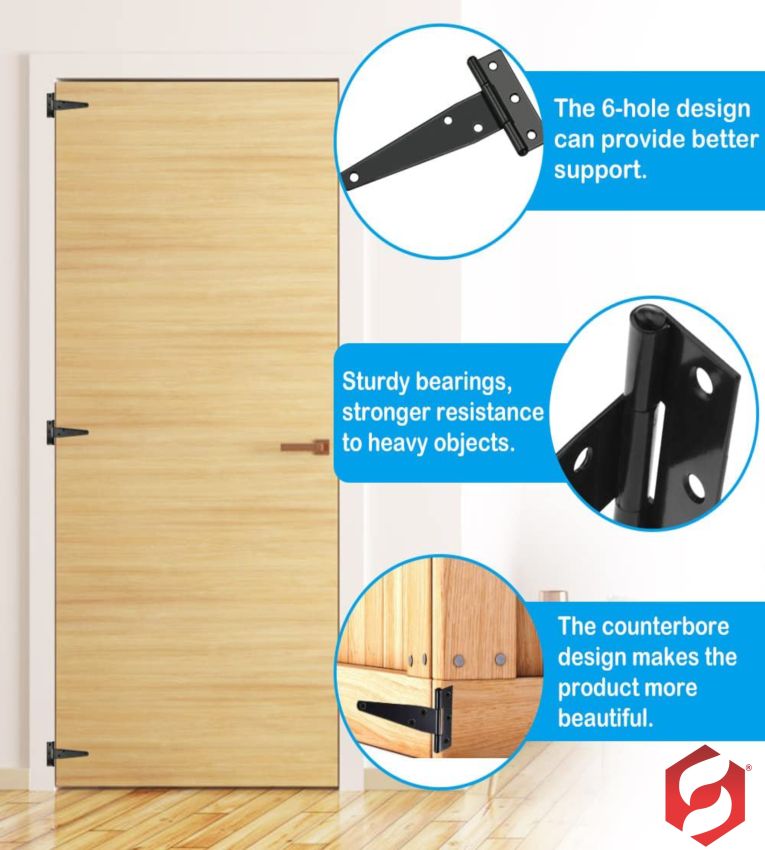 The 6-hole design
can provide better
support.
Sturdy bearings,
stronger resistance
to heavy objects.
The counterbore
design makes the
product more
beautiful.
®